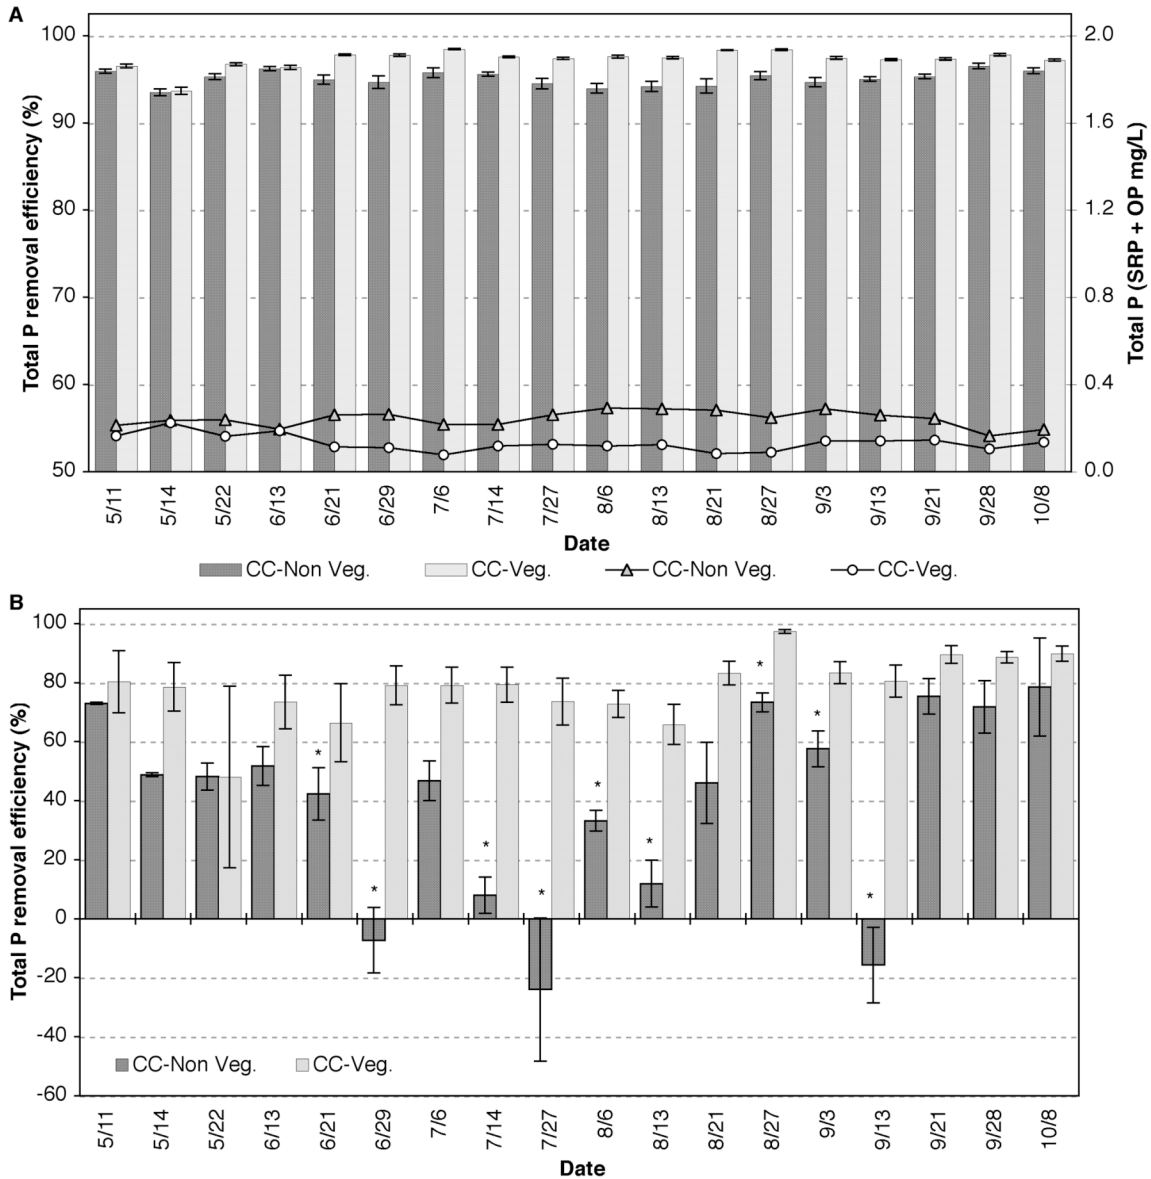 A
Total P removal efficiency (%)
100
90
80
70
60
50
2.0
1.6
1.2
0.8
0.4
0.0
Total P (SRP + OP mg/L)
5/11 5/14 5/22 6/13 6/21 6/29 7/6 7/14 7/27 8/6 8/13 8/21 8/27 9/3 9/13 9/21 9/28 10/8
Date
CC-Non Veg. CC-Veg. CC-Non Veg. CC-Veg.
B
Total P removal efficiency (%)
100
80
60
40
20
0
-20
-40
-60
* * * * * * * * *
CC-Non Veg. CC-Veg.
5/11 5/14 5/22 6/13 6/21 6/29 7/6 7/14 7/27 8/6 8/13 8/21 8/27 9/3 9/13 9/21 9/28 10/8
Date